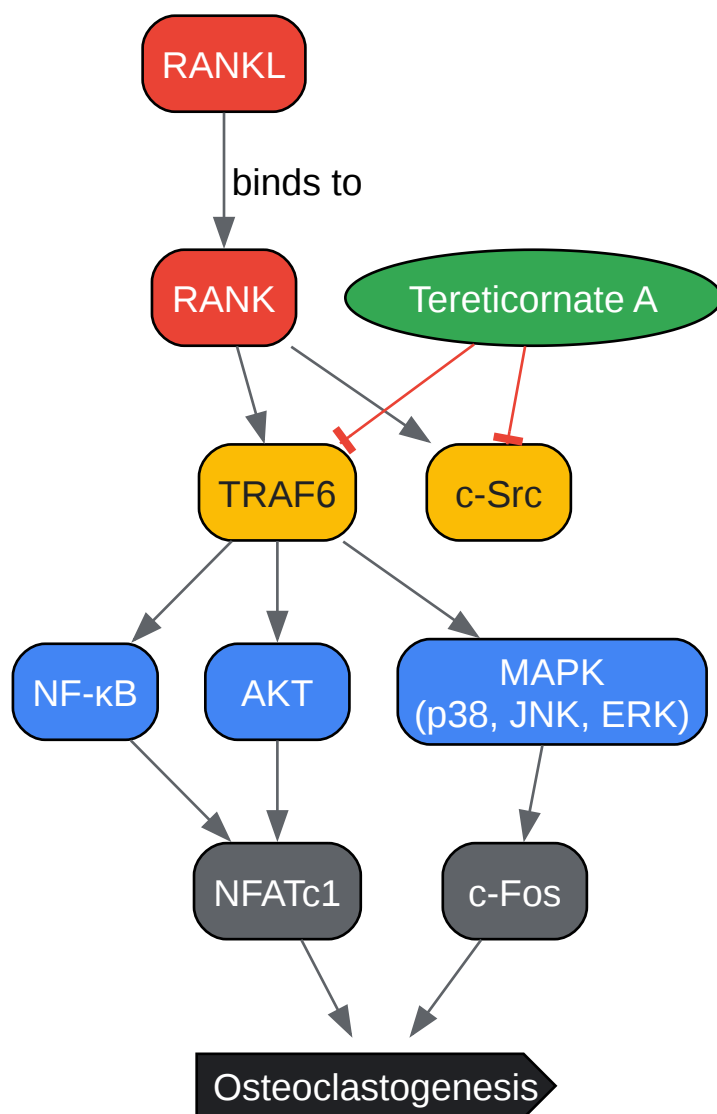 RANKL
binds to
RANK
Tereticornate A
TRAF6
c-Src
NF-κB
AKT
MAPK
(p38, JNK, ERK)
NFATc1
c-Fos
Osteoclastogenesis